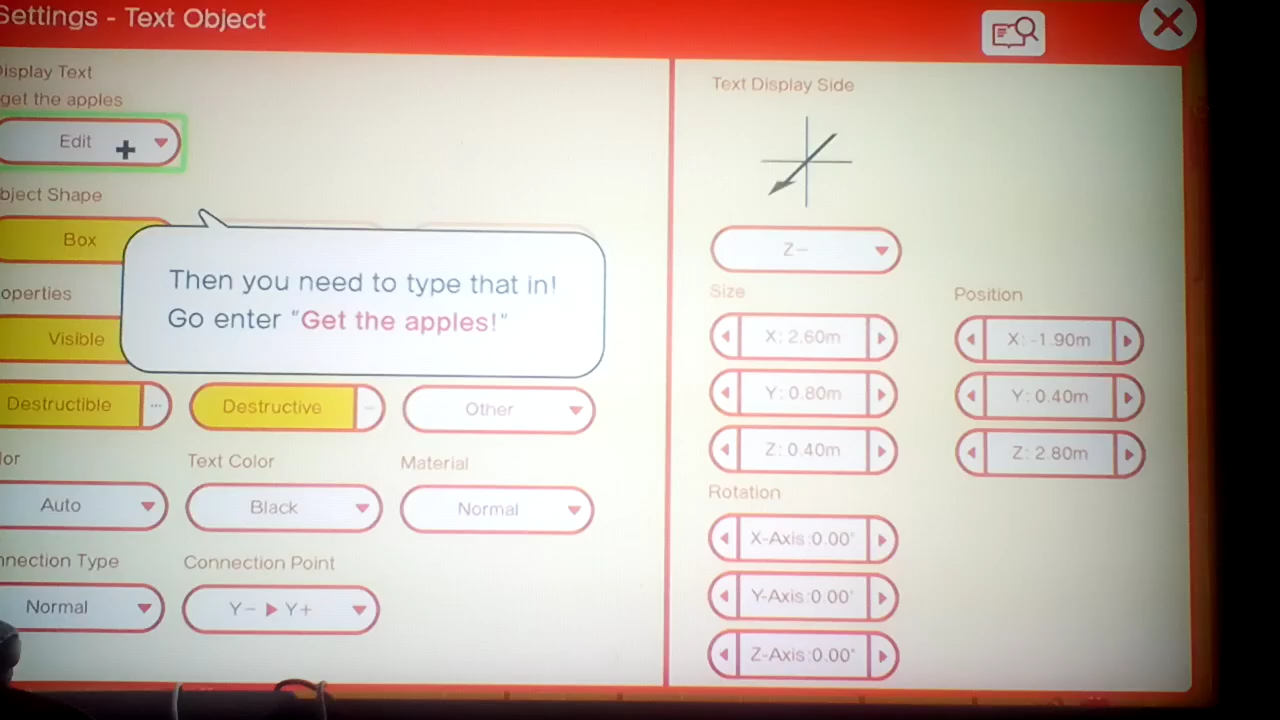 Settings - Text Object
Display Text
get the apples
Edit
Object Shape
Box
Then you need to type that in!
Go enter "Get the apples!"
operties
Visible
Destructible
Destructive
Other
lor
Text Color
Material
Auto
Black
Normal
nnection Type
Connection Point
Normal
Y- ▶ Y+
Text Display Side
Z-
Size
Position
X: 2.60m
X: -1.90m
Y: 0.80m
Y: 0.40m
Z: 0.40m
Z: 2.80m
Rotation
X-Axis:0.00°
Y-Axis:0.00°
Z-Axis:0.00°